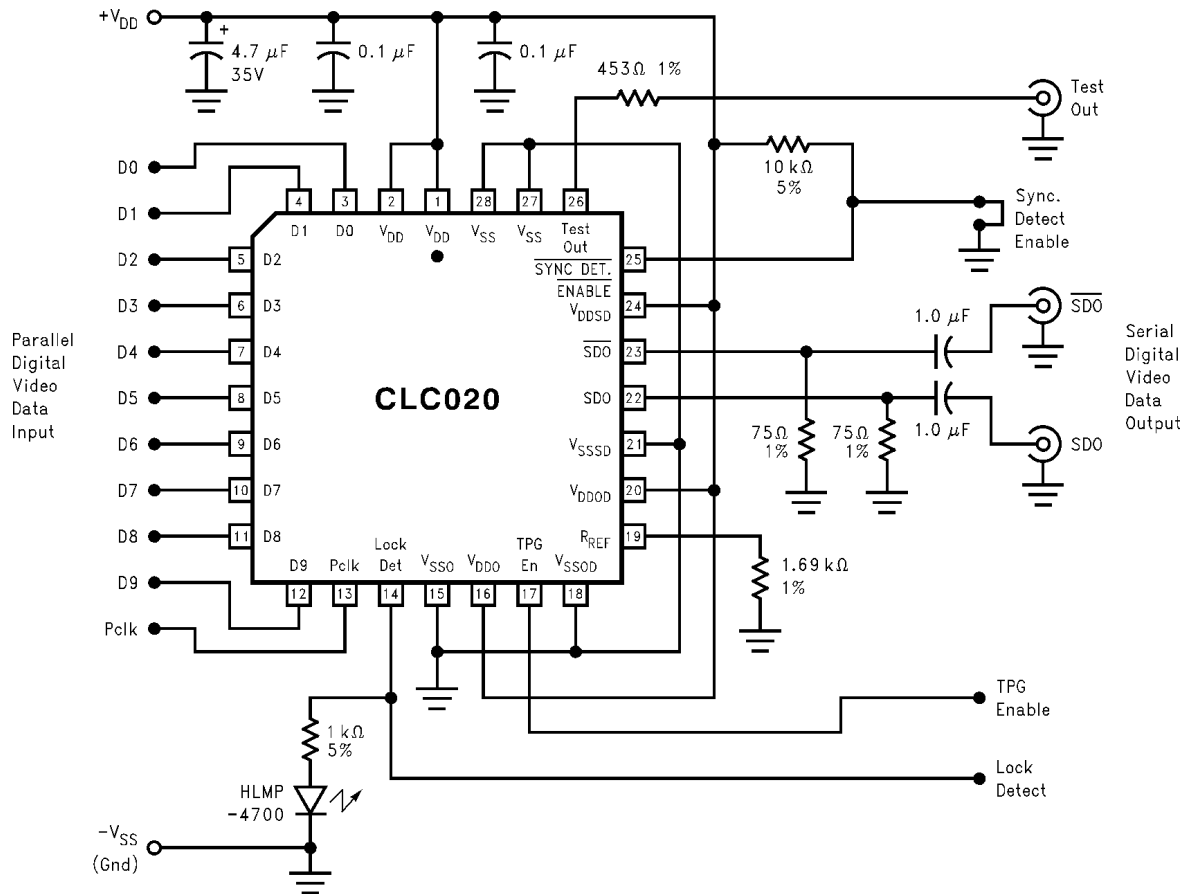 +VDD
4.7 μF
35V
0.1 μF
0.1 μF
453Ω 1%
Test
Out
10 kΩ
5%
Sync.
Detect
Enable
D0
D1
D2
D3
D4
D5
D6
D7
D8
D9
Pclk
Parallel
Digital
Video
Data
Input
4
3
2
1
28
27
26
D1
D0
VDD
VDD
VSS
VSS
Test
Out
5
D2
6
D3
7
D4
8
D5
9
D6
10
D7
11
D8
CLC020
SYNC DET.
ENABLE
25
VDDSD
24
SDO
23
SDO
22
VSSSD
21
VDDOD
20
RREF
19
D9
Pclk
Lock
Det
VSSO
VDDO
TPG
En
VSSOD
12
13
14
15
16
17
18
1.0 μF
SDO
1.0 μF
SDO
75Ω
1%
75Ω
1%
Serial
Digital
Video
Data
Output
1.69 kΩ
1%
TPG
Enable
Lock
Detect
1 kΩ
5%
HLMP
-4700
-VSS
(Gnd)